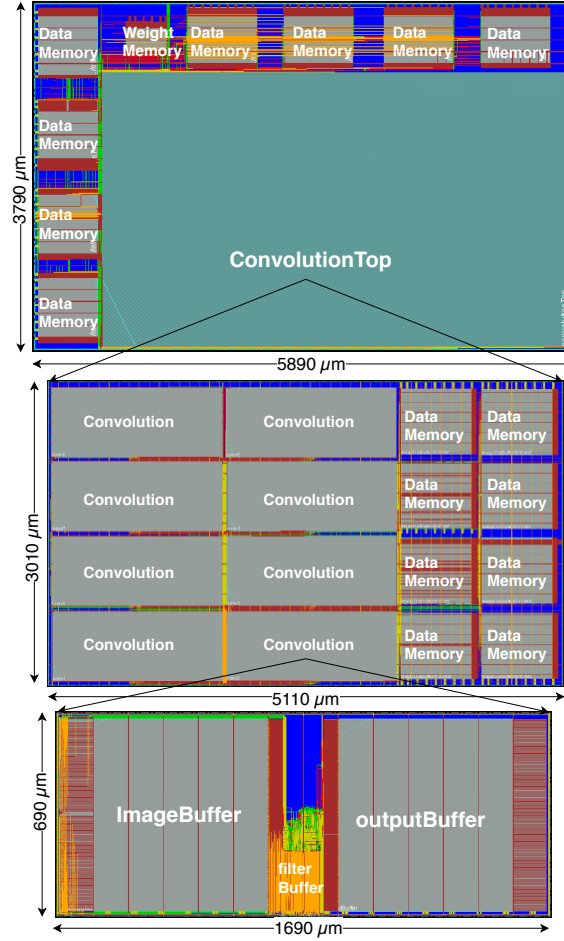 Data
Memory
Weight
Memory
Data
Memory
Data
Memory
Data
Memory
Data
Memory
Data
Memory
Data
Memory
Data
Memory
ConvolutionTop
3790 µm
5890 µm
Convolution
Convolution
Data
Memory
Data
Memory
Convolution
Convolution
Data
Memory
Data
Memory
Convolution
Convolution
Data
Memory
Data
Memory
Convolution
Convolution
Data
Memory
Data
Memory
3010 µm
5110 µm
ImageBuffer
filter
Buffer
outputBuffer
690 µm
1690 µm